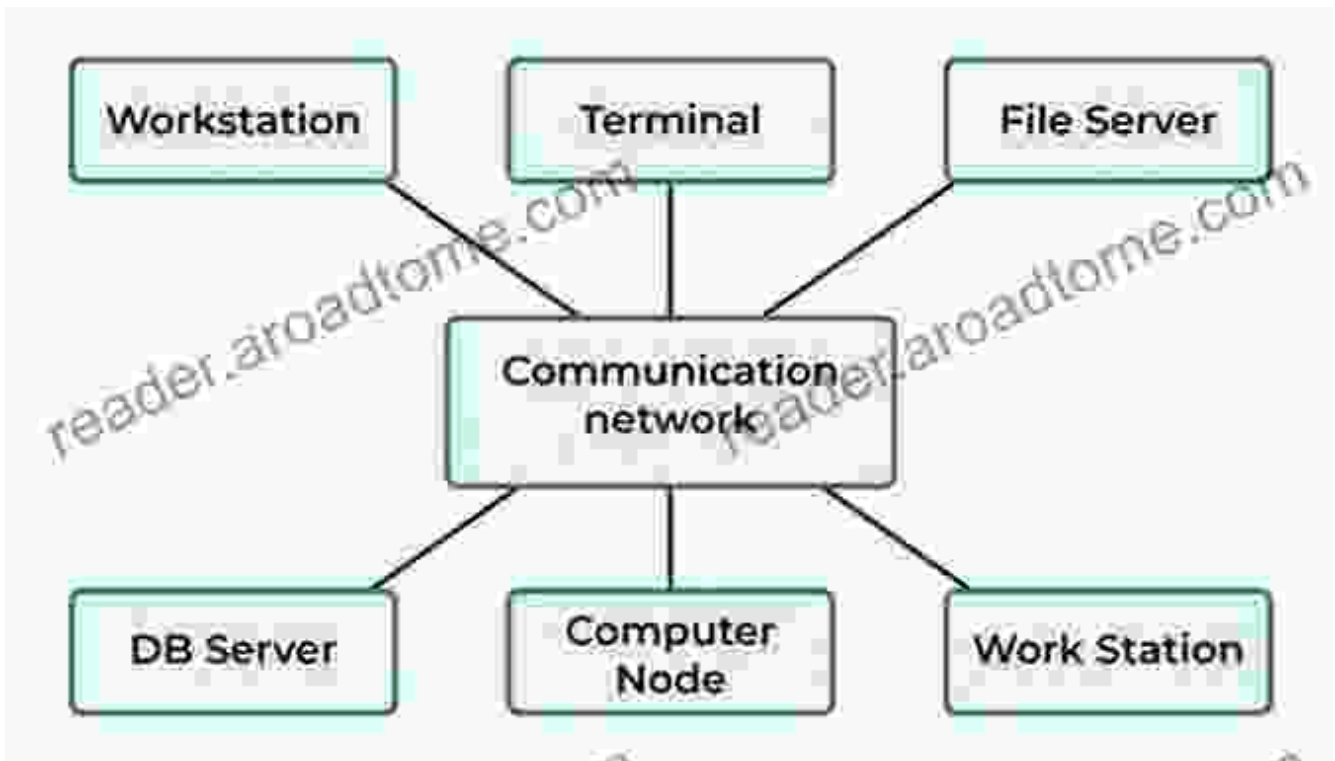 Workstation
Terminal
File Server
reader.aroadtome.com
reader.aroadtome.com
Communication
network
DB Server
Computer
Node
Work Station